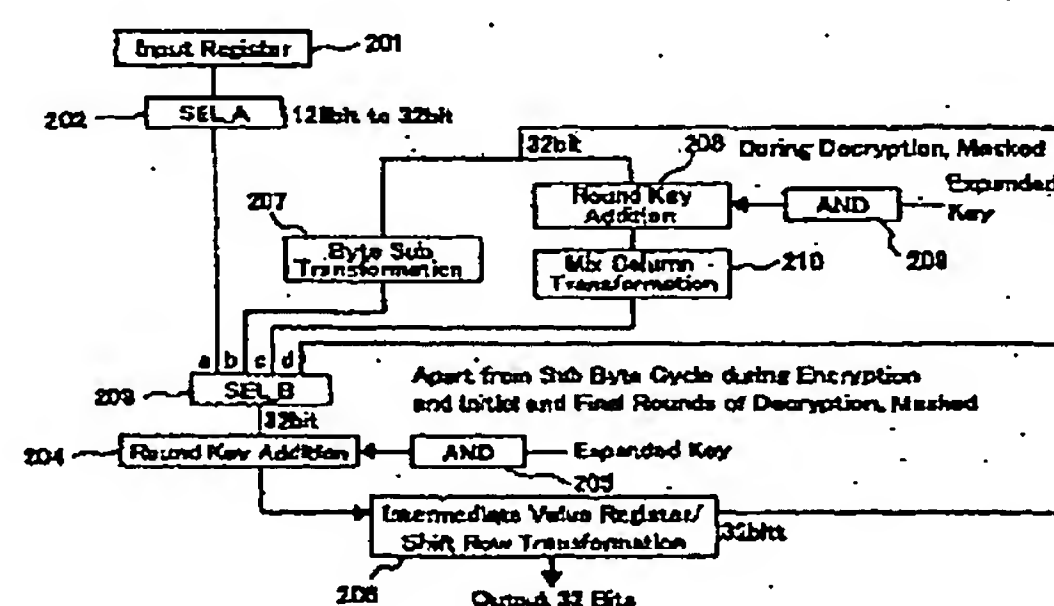 Input Register
201
202
SEL A
128bit to 32bit
32bit
208
During Decryption, Masked
Round Key
Addition
AND
Expanded
Key
209
207
Byte Sub
Transformation
Mix Column
Transformation
210
a b c d
203
SEL B
Apart from Sub Byte Cycle during Encryption
and Initial and Final Rounds of Decryption, Masked
32bit
204
Round Key Addition
AND
Expanded Key
205
Intermediate Value Register/
Shift Row Transformation
32bits
206
Output 32 Bits